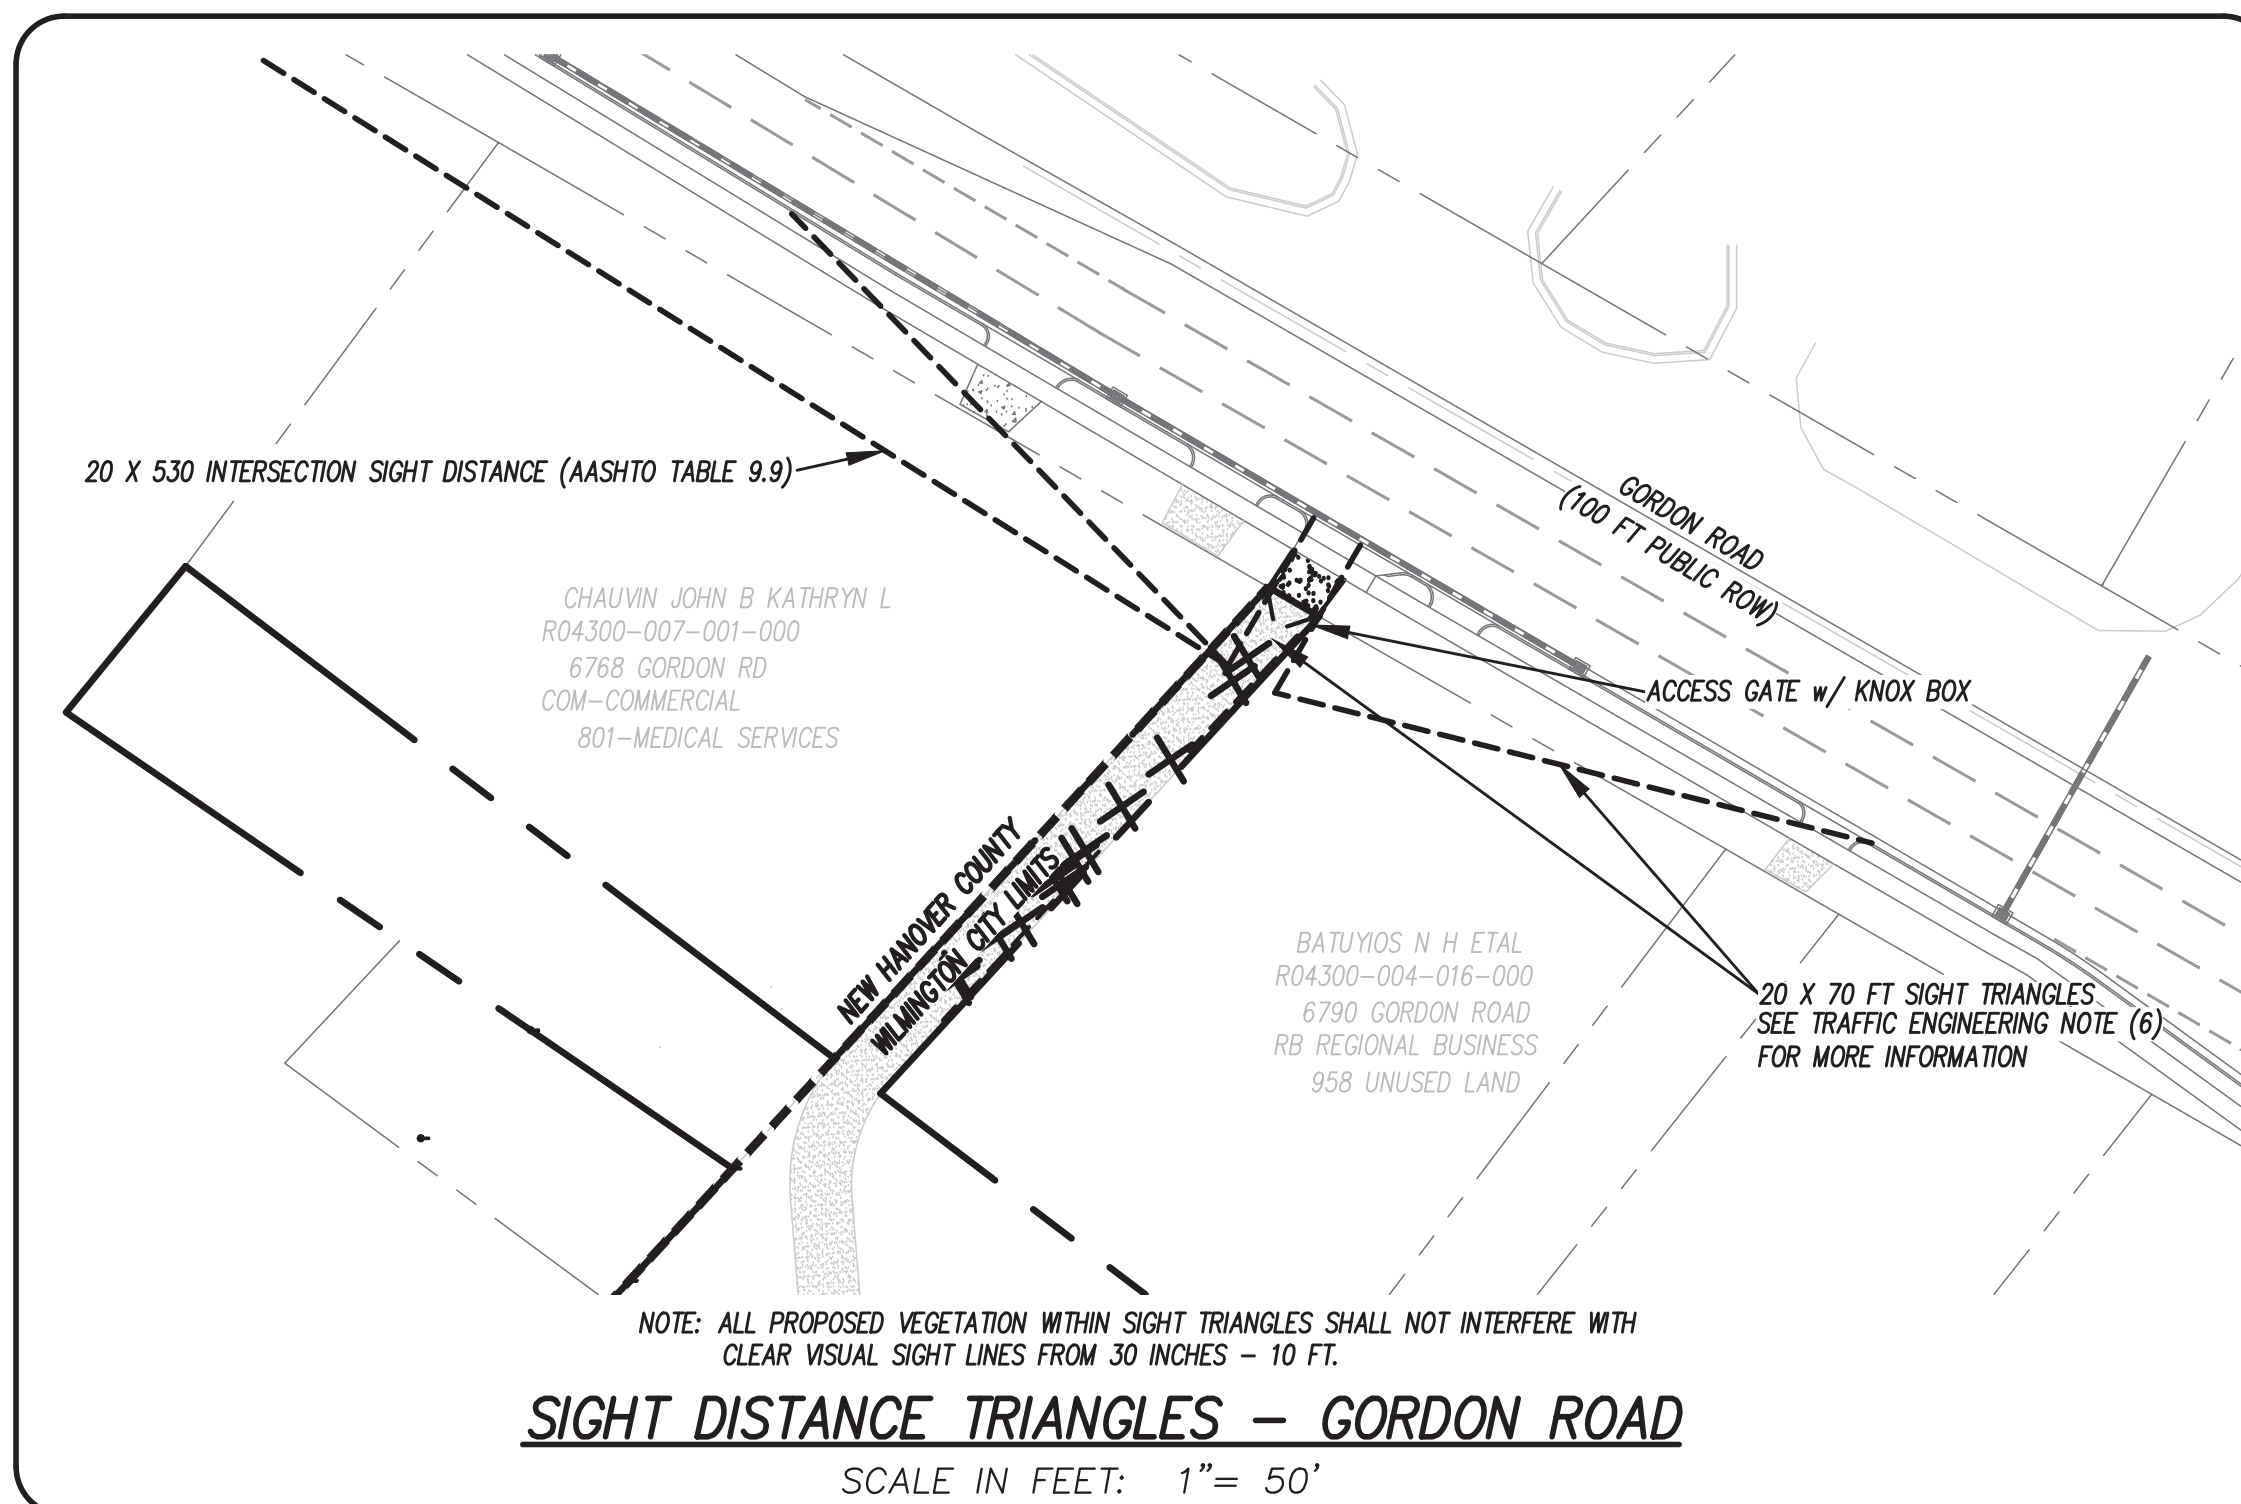 20 X 530 INTERSECTION SIGHT DISTANCE (AASHTO TABLE 9.9)
GORDON ROAD
(100 FT PUBLIC ROW)
CHAUVIN JOHN B KATHRYN L
R04300-007-001-000
6768 GORDON RD
COM-COMMERCIAL
801-MEDICAL SERVICES
ACCESS GATE w/ KNOX BOX
NEW HANOVER COUNTY
WILMINGTON CITY LIMITS
BATUYIOS N H ETAL
R04300-004-016-000
6790 GORDON ROAD
RB REGIONAL BUSINESS
958 UNUSED LAND
20 X 70 FT SIGHT TRIANGLES
SEE TRAFFIC ENGINEERING NOTE (6)
FOR MORE INFORMATION
NOTE: ALL PROPOSED VEGETATION WITHIN SIGHT TRIANGLES SHALL NOT INTERFERE WITH
CLEAR VISUAL SIGHT LINES FROM 30 INCHES - 10 FT.
SIGHT DISTANCE TRIANGLES - GORDON ROAD
SCALE IN FEET: 1"= 50'